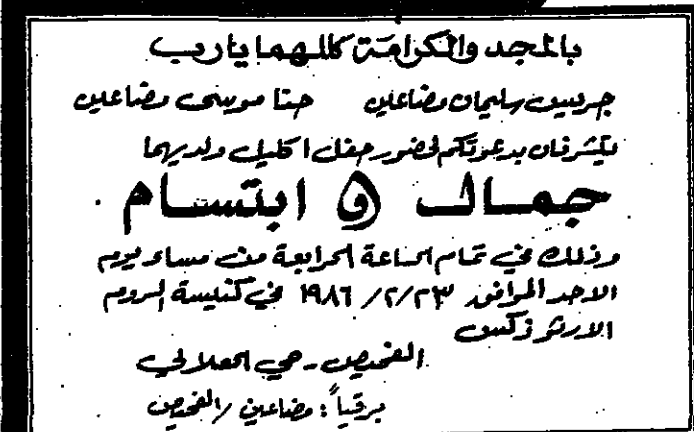 بالمجد والكرامة كللهما يارب
جريس سليمان مضاعين حنا موسى مضاعين
يتشرفان بدعوتكم لحضور حفل اكليل ولديهما
جمال و ابتسام
وذلك في تمام الساعة الرابعة من مساء يوم
الاحد الموافق ٢٣/٢/١٩٨٦ في كنيسة الروم
الارثوذكس
الفحيص - حي العلالي
برقياً : مضاعين / الفحيص